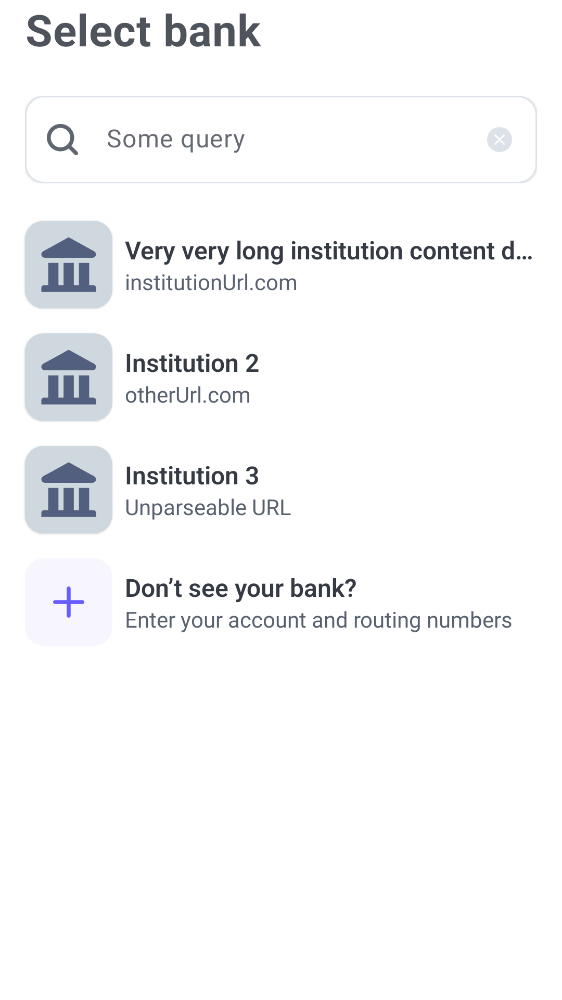 Select bank
Some query
Very very long institution content d…
institutionUrl.com
Institution 2
otherUrl.com
Institution 3
Unparseable URL
Don’t see your bank?
Enter your account and routing numbers